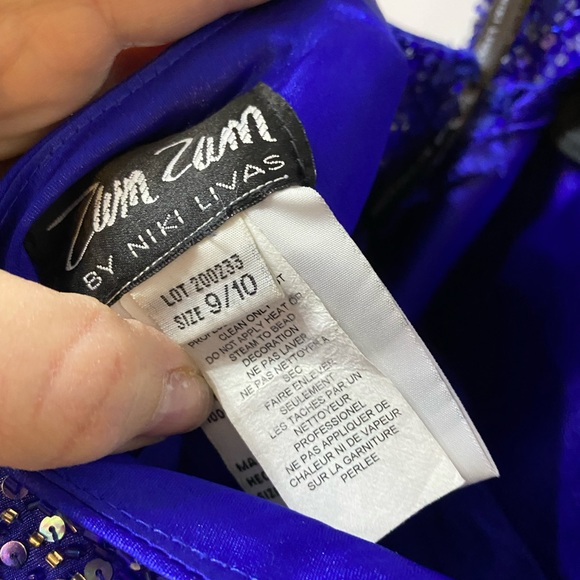 Zum Zum
BY NIKI LIVAS
LOT 200233
SIZE 9/10
CLEAN ONLY
DO NOT APPLY HEAT OR
STEAM TO BEAD
DECORATION
NE PAS LAVER
NE PAS NETTOYER A
SEC
FAIRE ENLEVER
SEULEMENT
LES TACHES PAR UN
NETTOYEUR
PROFESSIONEL
NE PAS APPLIQUER DE
CHALEUR NI DE VAPEUR
SUR LA GARNITURE
PERLEE